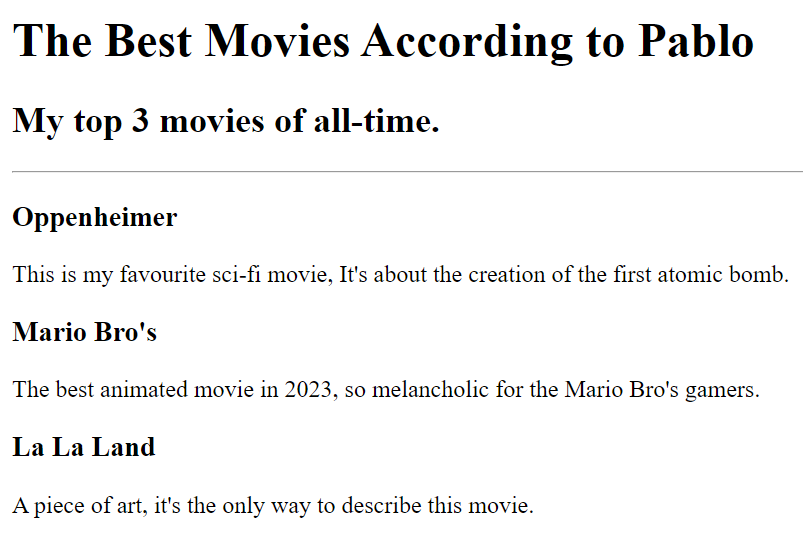 The Best Movies According to Pablo
My top 3 movies of all-time.
Oppenheimer
This is my favourite sci-fi movie, It's about the creation of the first atomic bomb.
Mario Bro's
The best animated movie in 2023, so melancholic for the Mario Bro's gamers.
La La Land
A piece of art, it's the only way to describe this movie.